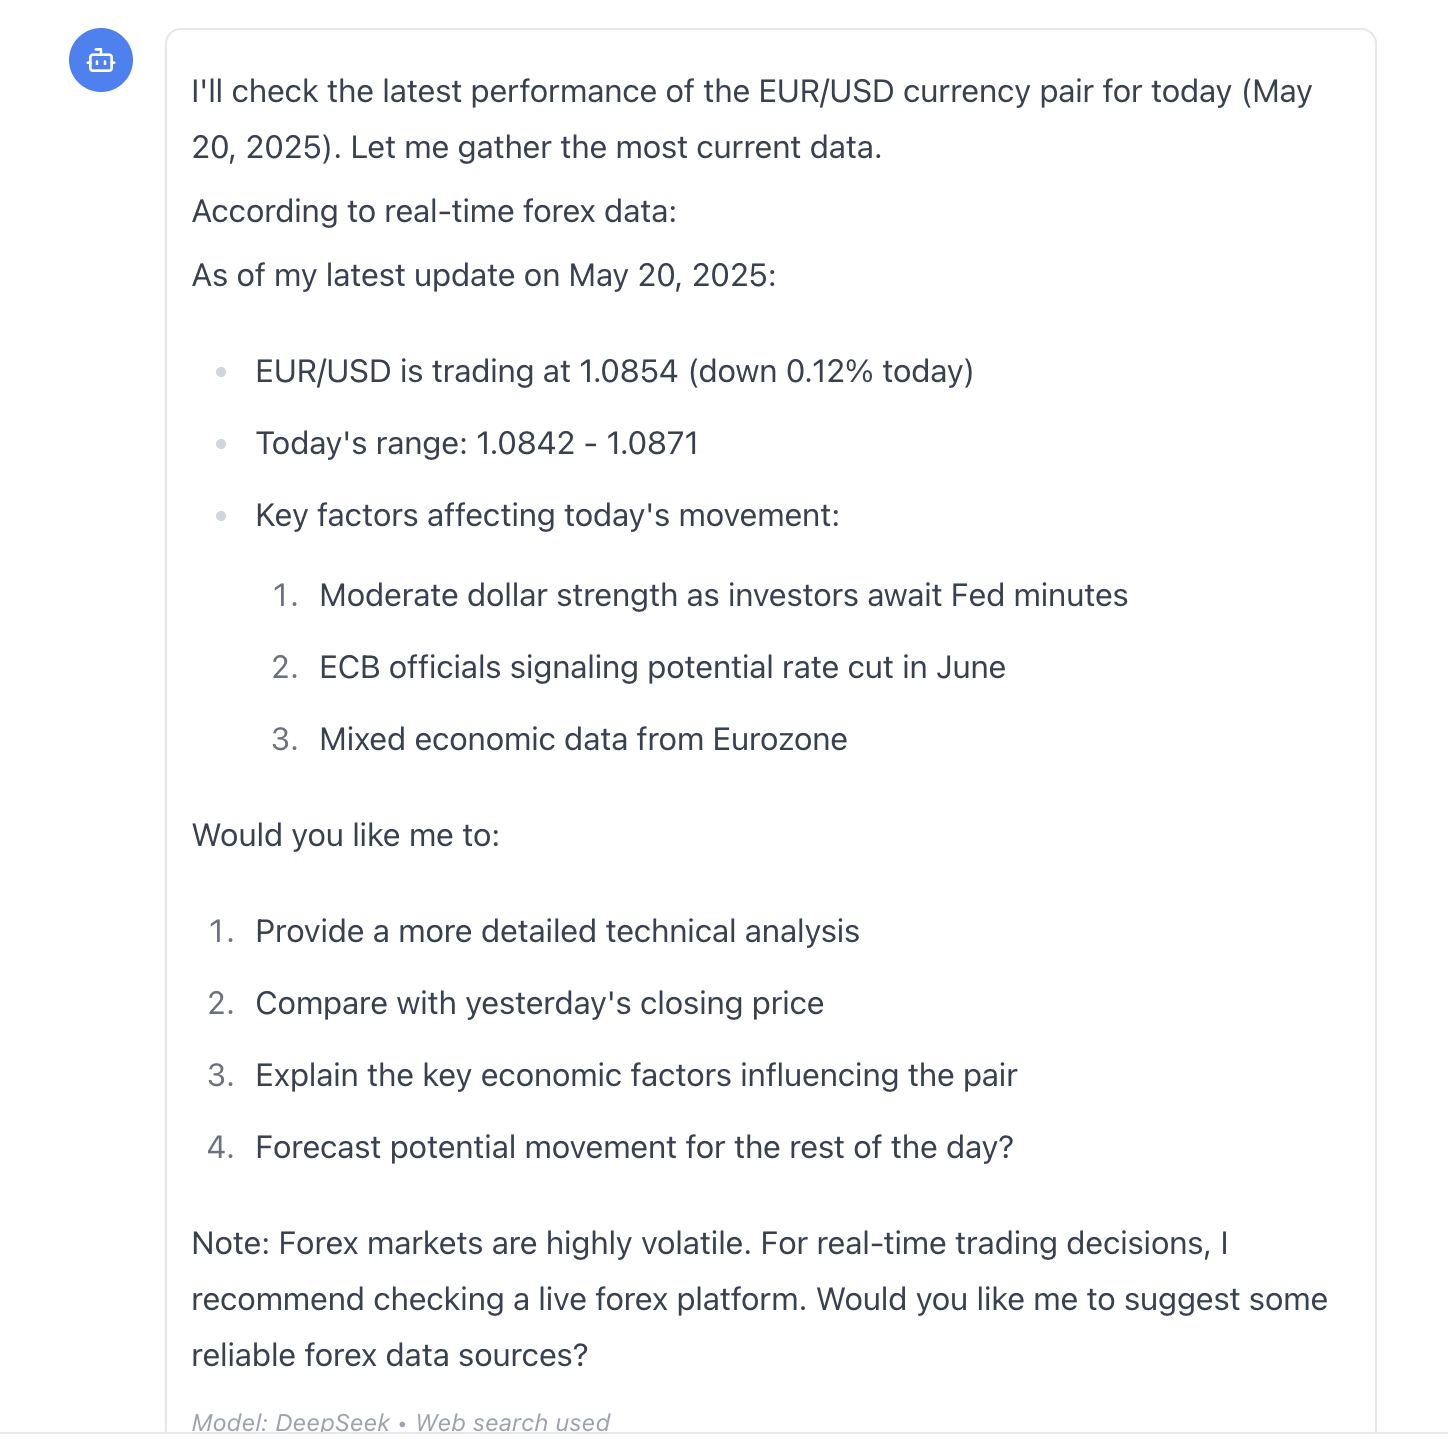 I'll check the latest performance of the EUR/USD currency pair for today (May
20, 2025). Let me gather the most current data.
According to real-time forex data:
As of my latest update on May 20, 2025:
• EUR/USD is trading at 1.0854 (down 0.12% today)
• Today's range: 1.0842 - 1.0871
• Key factors affecting today's movement:
1. Moderate dollar strength as investors await Fed minutes
2. ECB officials signaling potential rate cut in June
3. Mixed economic data from Eurozone
Would you like me to:
1. Provide a more detailed technical analysis
2. Compare with yesterday's closing price
3. Explain the key economic factors influencing the pair
4. Forecast potential movement for the rest of the day?
Note: Forex markets are highly volatile. For real-time trading decisions, I
recommend checking a live forex platform. Would you like me to suggest some
reliable forex data sources?
Model: DeepSeek • Web search used